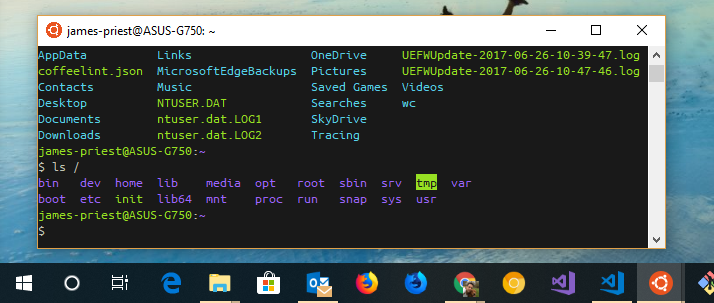 james-priest@ASUS-G750: ~
AppData Links OneDrive UEFWUpdate-2017-06-26-10-39-47.log
coffeelint.json MicrosoftEdgeBackups Pictures UEFWUpdate-2017-06-26-10-47-46.log
Contacts Music Saved Games Videos
Desktop NTUSER.DAT Searches wc
Documents ntuser.dat.LOG1 SkyDrive
Downloads ntuser.dat.LOG2 Tracing
james-priest@ASUS-G750:~
$ ls /
bin dev home lib media opt root sbin srv tmp var
boot etc init lib64 mnt proc run snap sys usr
james-priest@ASUS-G750:~
$